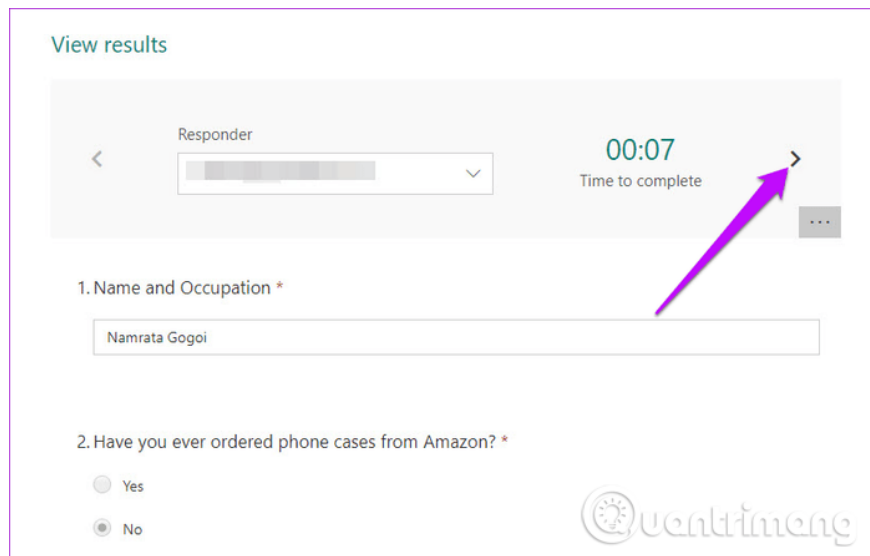 View results
Responder
00:07
Time to complete
...
1. Name and Occupation *
Namrata Gogoi
2. Have you ever ordered phone cases from Amazon? *
Yes
No
Quantrimang